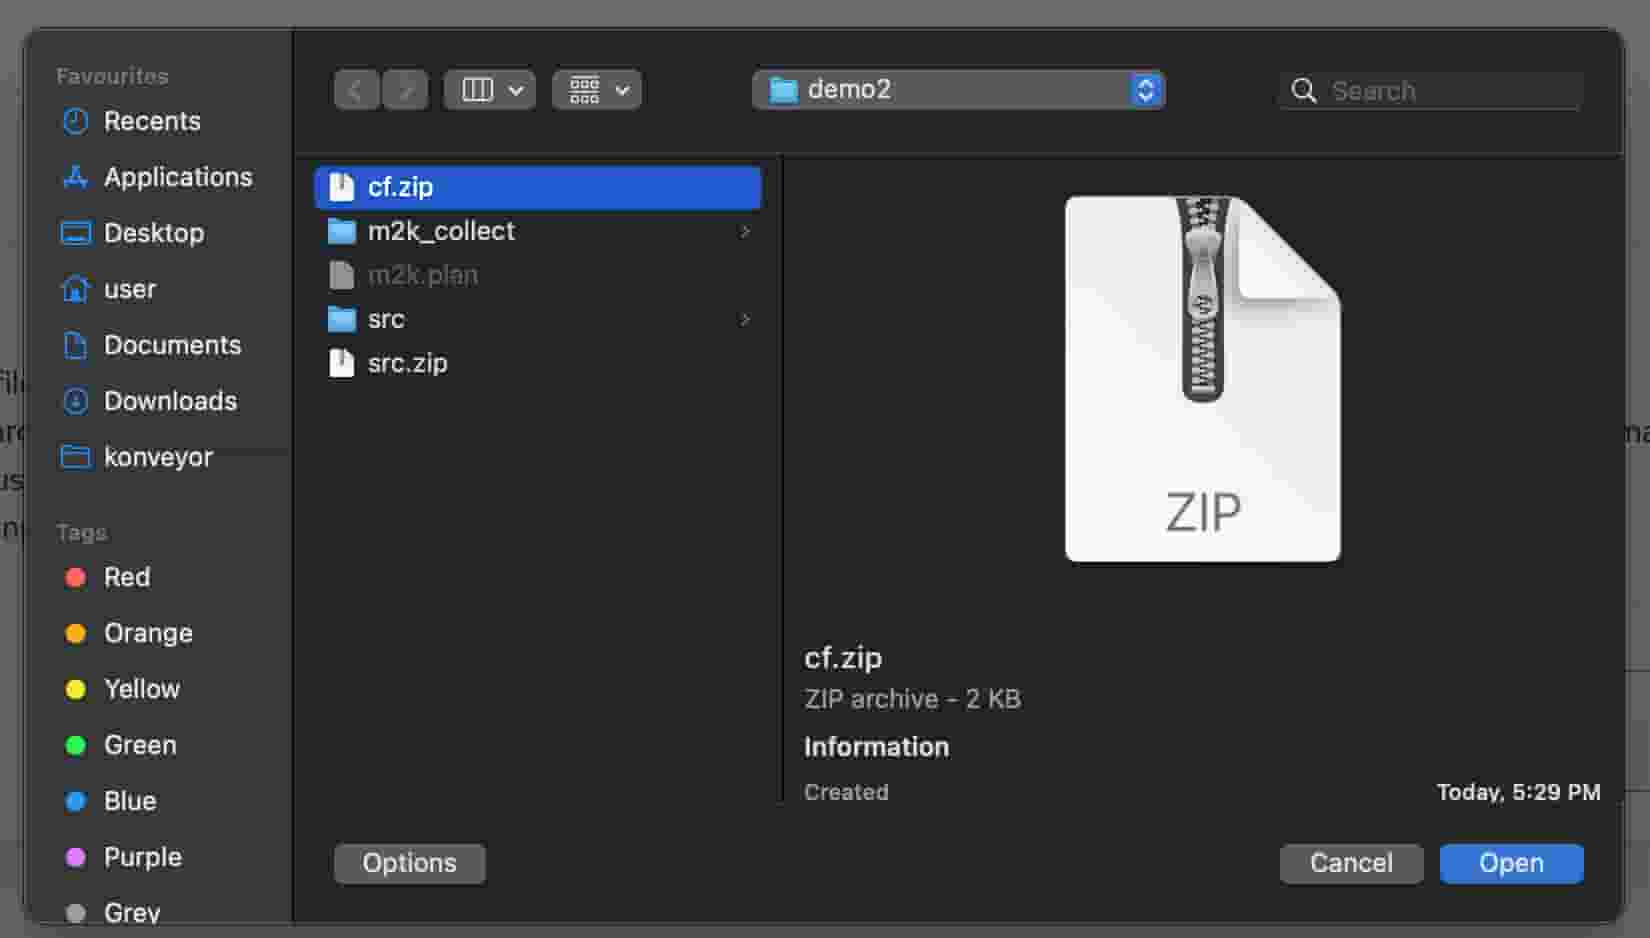 Favourites
Recents
Applications
Desktop
user
Documents
Downloads
konveyor
Tags
Red
Orange
Yellow
Green
Blue
Purple
Grey
demo2
Search
cf.zip
m2k_collect
m2k.plan
src
src.zip
ZIP
cf.zip
ZIP archive - 2 KB
Information
Created Today, 5:29 PM
Options
Cancel
Open